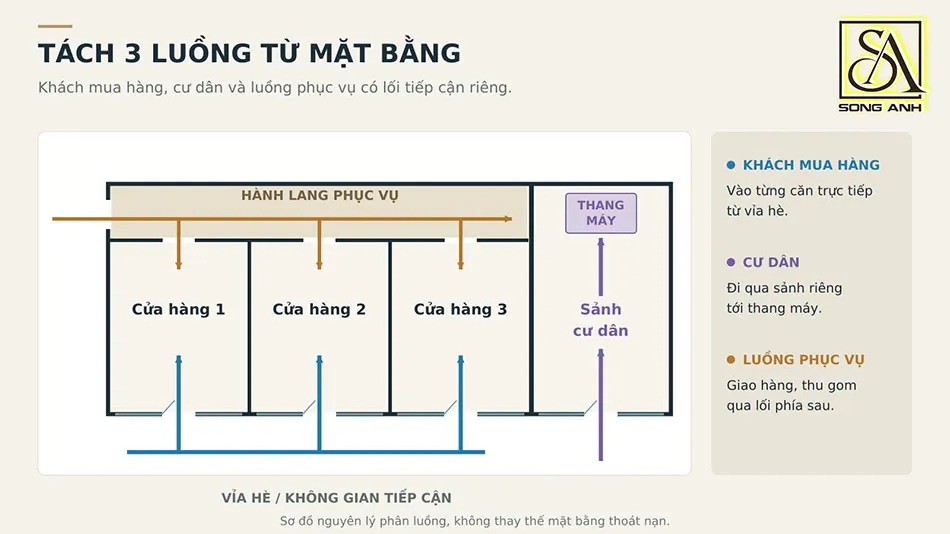 TÁCH 3 LUỒNG TỪ MẶT BẰNG
Khách mua hàng, cư dân và luồng phục vụ có lối tiếp cận riêng.
SA
SONG ANH
HÀNH LANG PHỤC VỤ
THANG
MÁY
Cửa hàng 1
Cửa hàng 2
Cửa hàng 3
Sảnh
cư dân
KHÁCH MUA HÀNG
Vào từng căn trực tiếp
từ vỉa hè.
CƯ DÂN
Đi qua sảnh riêng
tới thang máy.
LUỒNG PHỤC VỤ
Giao hàng, thu gom
qua lối phía sau.
VỈA HÈ / KHÔNG GIAN TIẾP CẬN
Sơ đồ nguyên lý phân luồng, không thay thế mặt bằng thoát nạn.